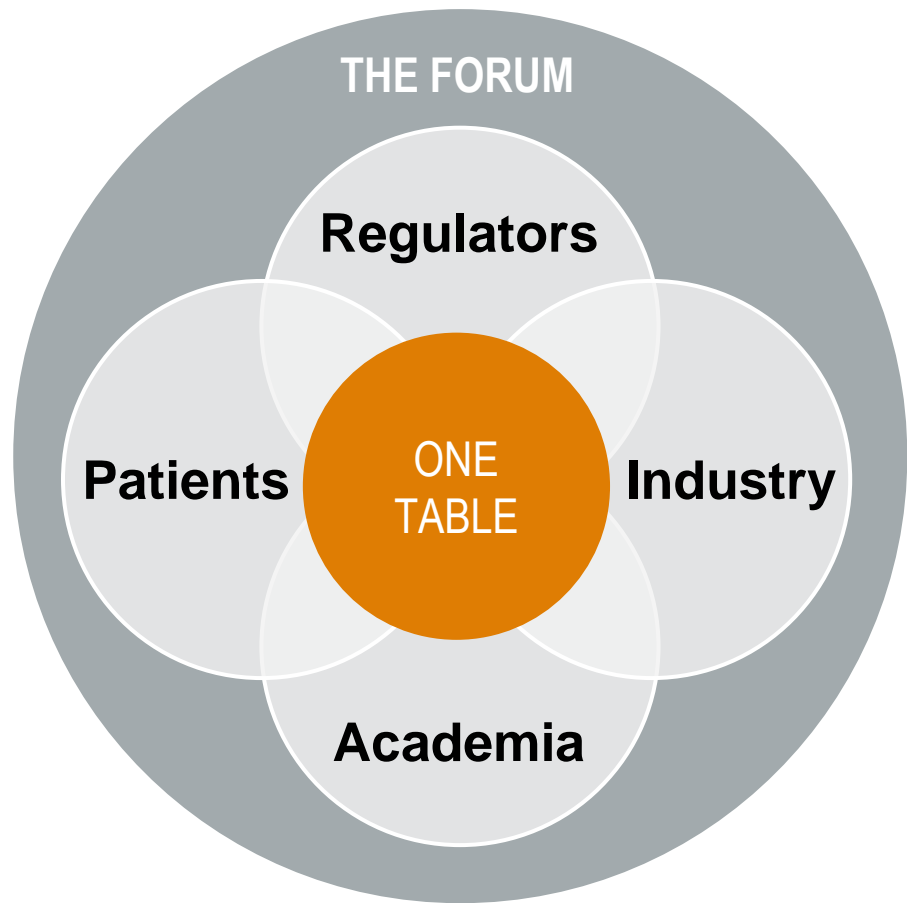 THE FORUM
Regulators
Patients
ONE
TABLE
Industry
Academia